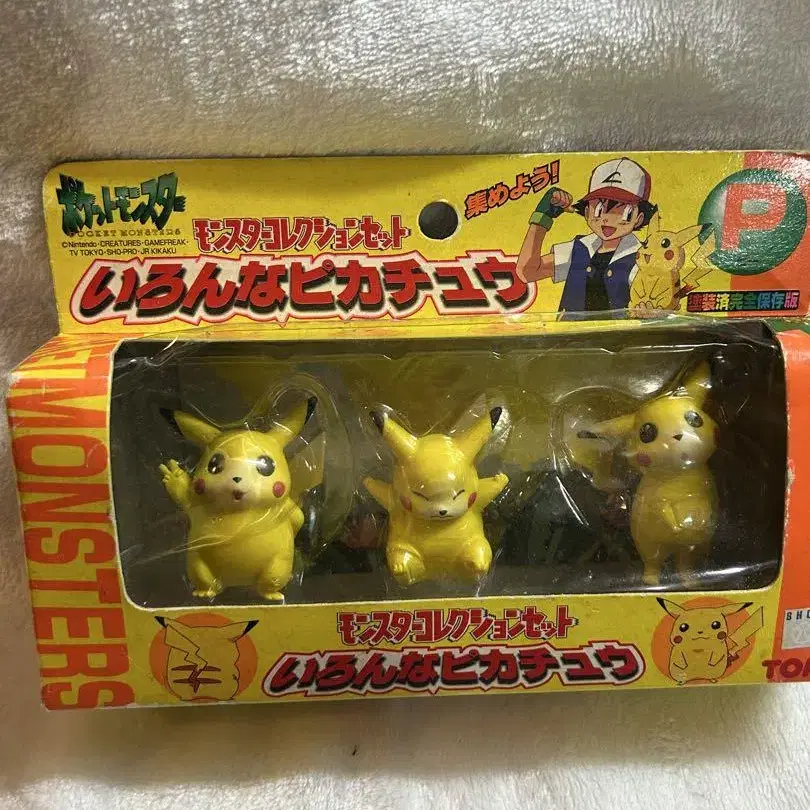 ポケットモンスター
POCKET MONSTERS
©Nintendo・CREATURES・GAMEFREAK・
TV TOKYO・SHO-PRO・JR KIKAKU
モンスターコレクションセット
いろんなピカチュウ
集めよう!
P
塗装済完全保存版
MONSTERS
モンスターコレクションセット
いろんなピカチュウ